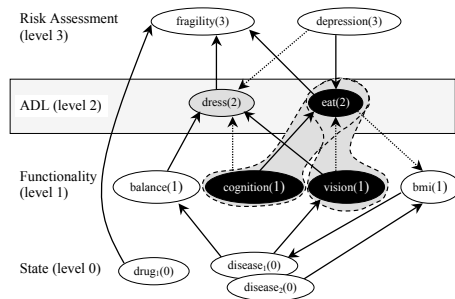 Risk Assessment
(level 3)
fragility(3)
depression(3)
ADL (level 2)
dress(2)
eat(2)
Functionality
(level 1)
balance(1)
cognition(1)
vision(1)
bmi(1)
State (level 0)
drug₁(0)
disease₁(0)
disease₂(0)